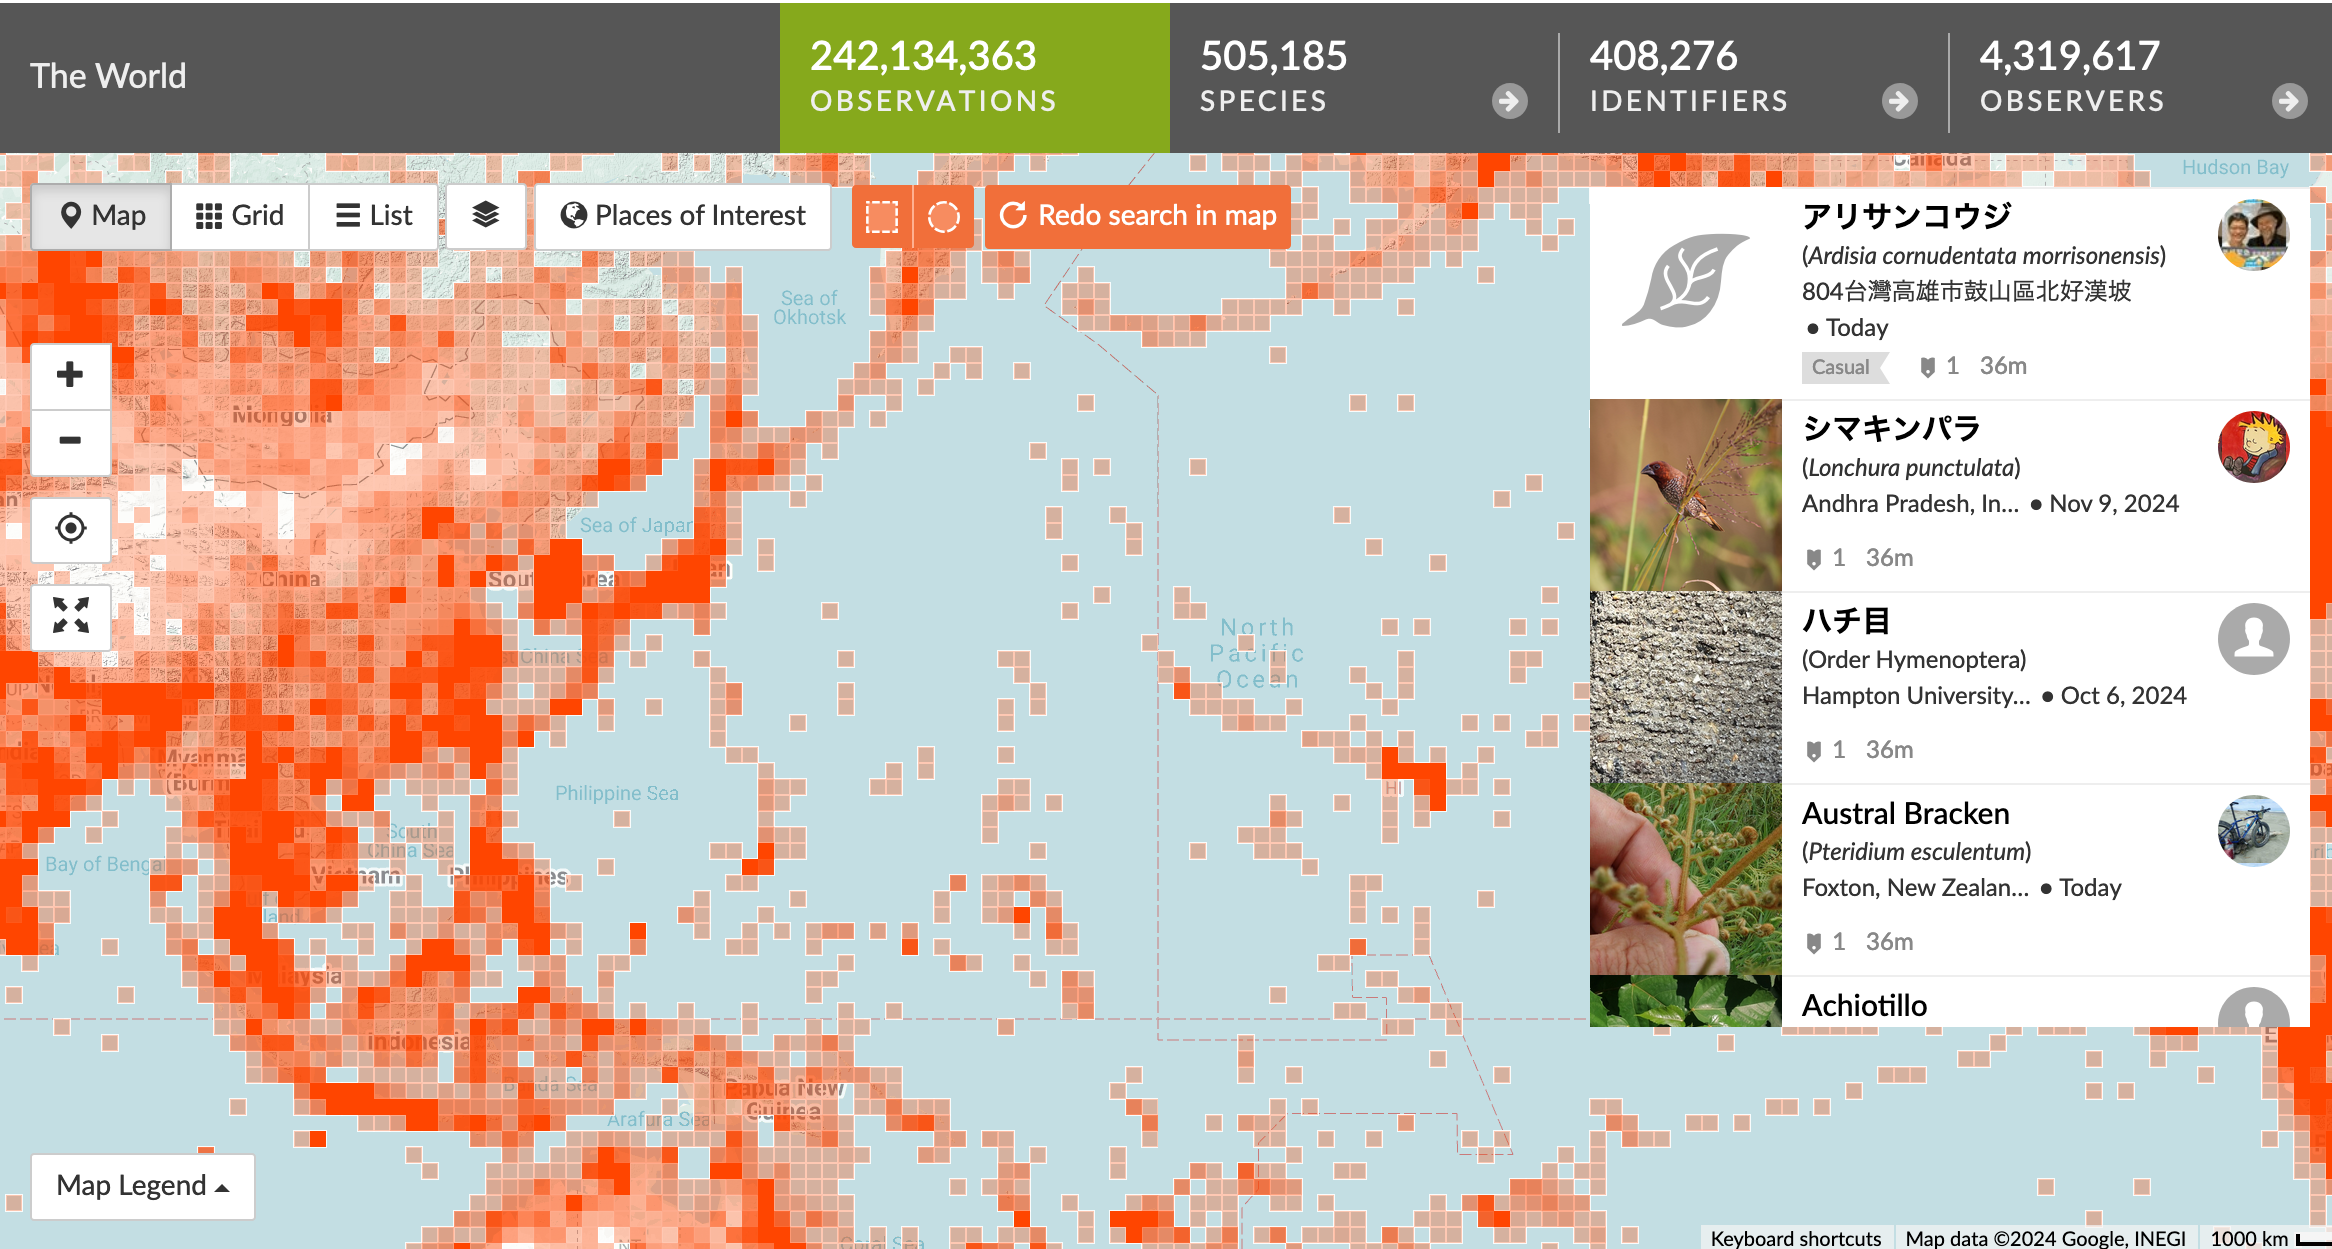 The World
242,134,363
OBSERVATIONS
505,185
SPECIES
408,276
IDENTIFIERS
4,319,617
OBSERVERS
Canada
Hudson Bay
Map
Grid
List
Places of Interest
Redo search in map
Sea of
Okhotsk
Mongolia
Sea of Japan
China
North
Pacific
Ocean
Philippine Sea
South
China Sea
Bay of Bengal
Vietnam
Philippines
HI
Malaysia
Indonesia
Banda Sea
Papua New
Guinea
Arafura Sea
Coral Sea
アリサンコウジ
(Ardisia cornudentata morrisonensis)
804台灣高雄市鼓山區北好漢坡
• Today
Casual
1 36m
シマキンパラ
(Lonchura punctulata)
Andhra Pradesh, In... • Nov 9, 2024
1 36m
ハチ目
(Order Hymenoptera)
Hampton University... • Oct 6, 2024
1 36m
Austral Bracken
(Pteridium esculentum)
Foxton, New Zealan... • Today
1 36m
Achiotillo
Map Legend
Keyboard shortcuts
Map data ©2024 Google, INEGI
1000 km